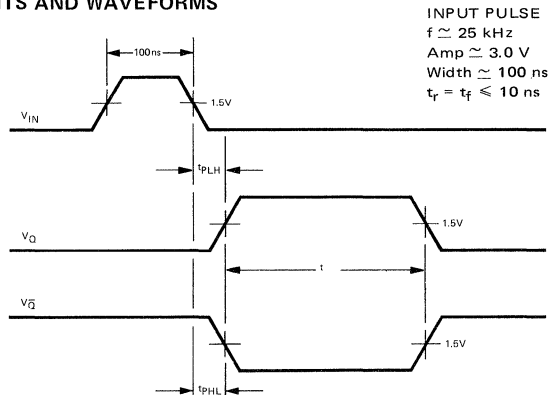 ITS AND WAVEFORMS
INPUT PULSE
f ≃ 25 kHz
Amp ≃ 3.0 V
Width ≃ 100 ns
tr = tf ⩽ 10 ns
100ns
1.5V
VIN
tPLH
VQ
1.5V
t
VQ̅
1.5V
tPHL